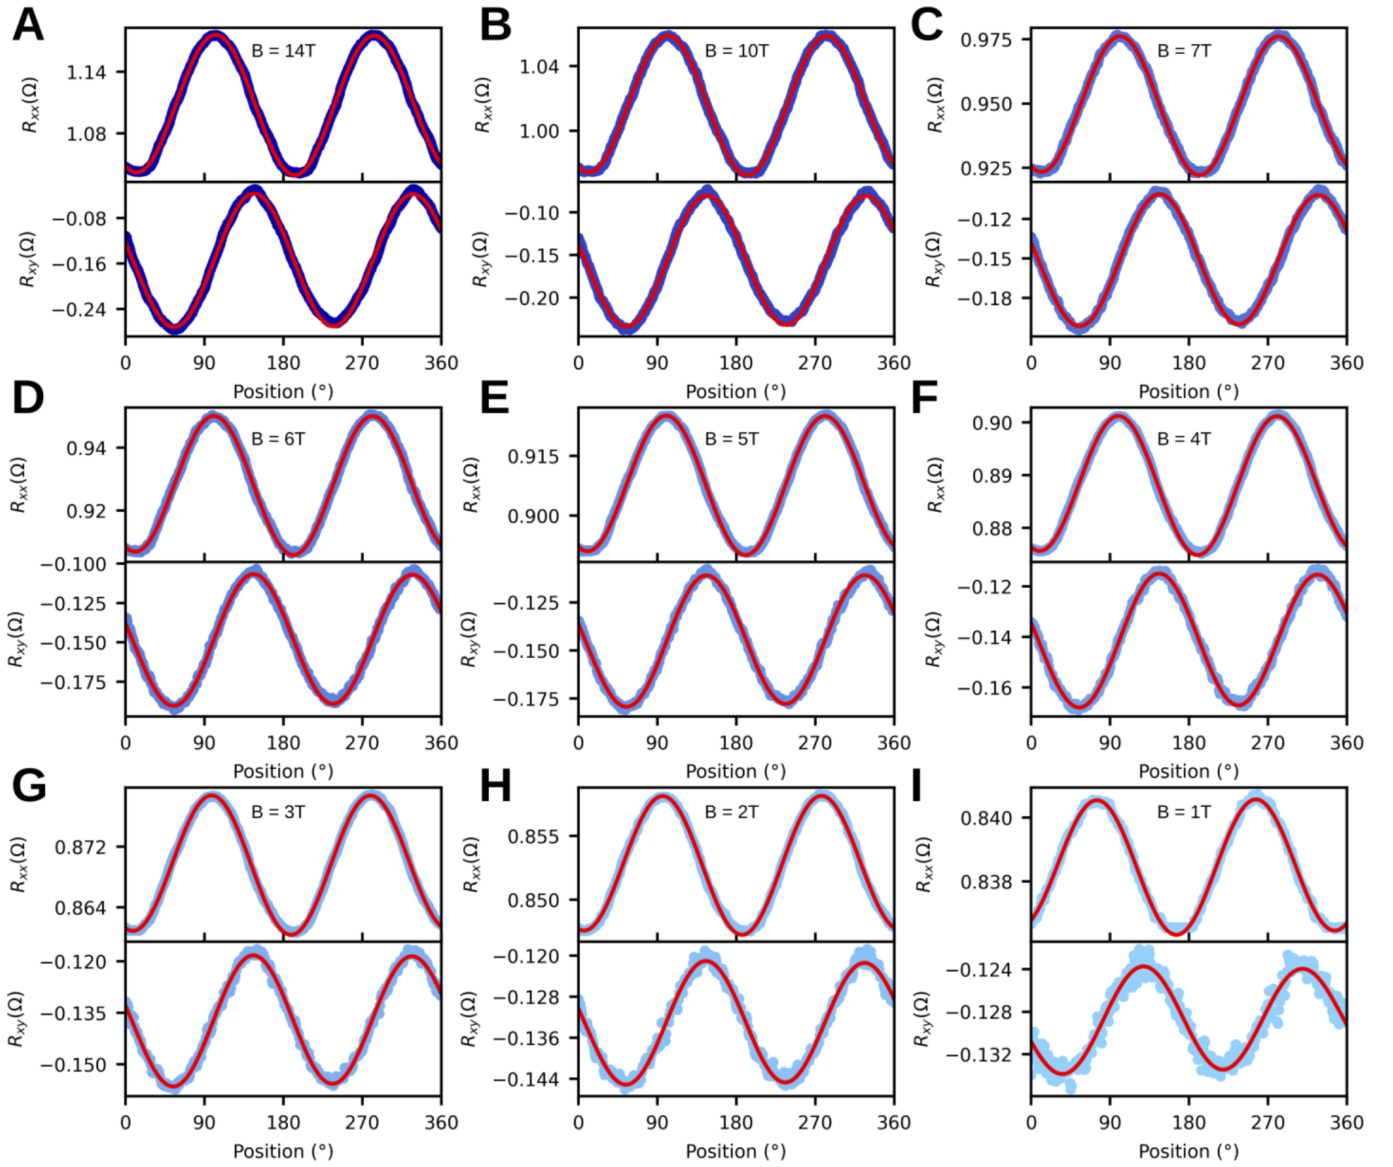 A
B = 14T
Rxx(Ω)
1.14
1.08
Rxy(Ω)
−0.08
−0.16
−0.24
0 90 180 270 360
Position (°)
B
B = 10T
Rxx(Ω)
1.04
1.00
Rxy(Ω)
−0.10
−0.15
−0.20
0 90 180 270 360
Position (°)
C
B = 7T
Rxx(Ω)
0.975
0.950
0.925
Rxy(Ω)
−0.12
−0.15
−0.18
0 90 180 270 360
Position (°)
D
B = 6T
Rxx(Ω)
0.94
0.92
Rxy(Ω)
−0.100
−0.125
−0.150
−0.175
0 90 180 270 360
Position (°)
E
B = 5T
Rxx(Ω)
0.915
0.900
Rxy(Ω)
−0.125
−0.150
−0.175
0 90 180 270 360
Position (°)
F
B = 4T
Rxx(Ω)
0.90
0.89
0.88
Rxy(Ω)
−0.12
−0.14
−0.16
0 90 180 270 360
Position (°)
G
B = 3T
Rxx(Ω)
0.872
0.864
Rxy(Ω)
−0.120
−0.135
−0.150
0 90 180 270 360
Position (°)
H
B = 2T
Rxx(Ω)
0.855
0.850
Rxy(Ω)
−0.120
−0.128
−0.136
−0.144
0 90 180 270 360
Position (°)
I
B = 1T
Rxx(Ω)
0.840
0.838
Rxy(Ω)
−0.124
−0.128
−0.132
0 90 180 270 360
Position (°)